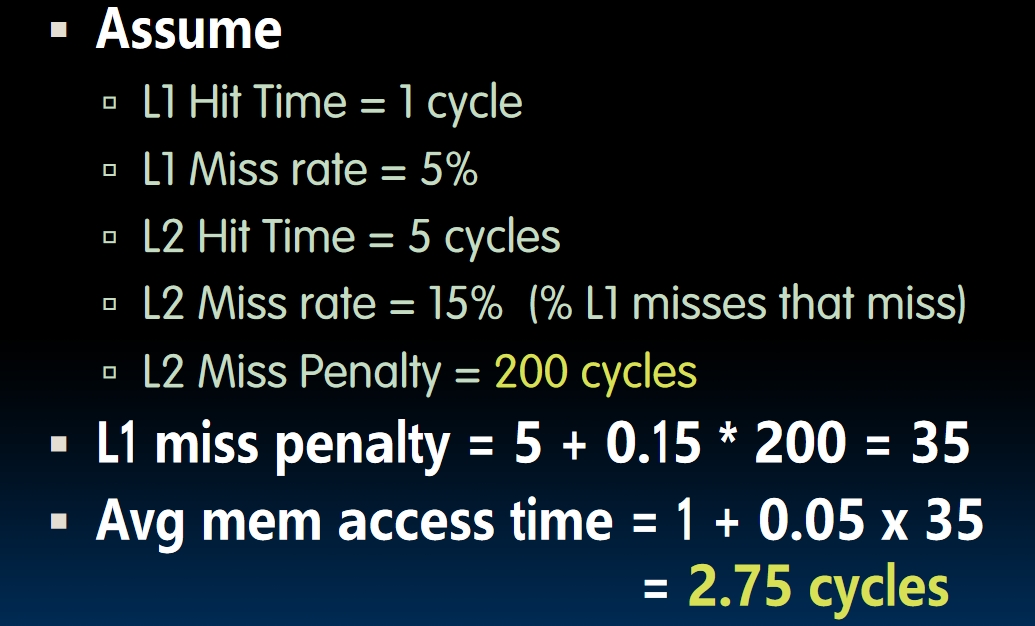 ▪ Assume
▫ L1 Hit Time = 1 cycle
▫ L1 Miss rate = 5%
▫ L2 Hit Time = 5 cycles
▫ L2 Miss rate = 15% (% L1 misses that miss)
▫ L2 Miss Penalty = 200 cycles
▪ L1 miss penalty = 5 + 0.15 * 200 = 35
▪ Avg mem access time = 1 + 0.05 x 35
= 2.75 cycles